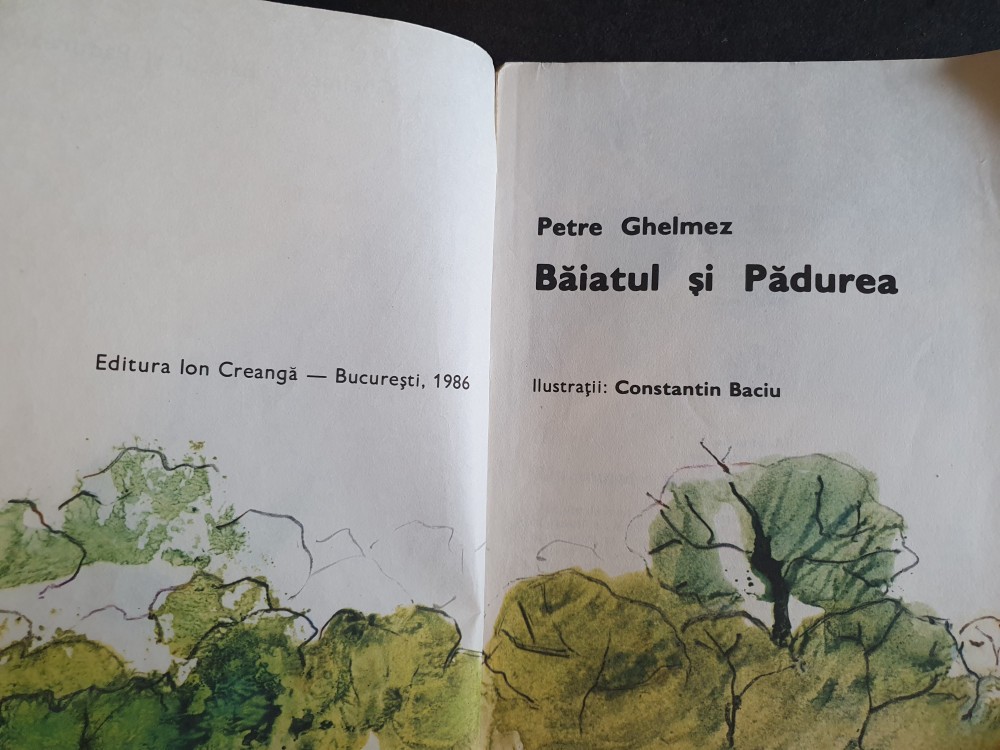 Editura Ion Creangă — Bucureşti, 1986
Petre Ghelmez
Băiatul şi Pădurea
Ilustraţii: Constantin Baciu